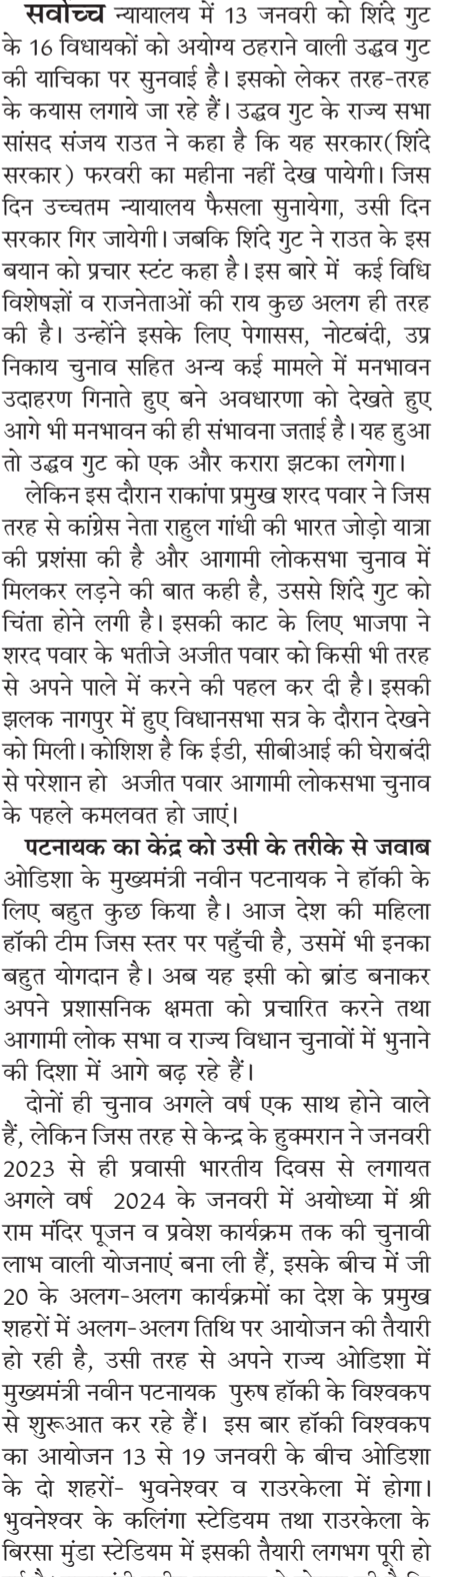 सर्वोच्च न्यायालय में 13 जनवरी को शिंदे गुट
के 16 विधायकों को अयोग्य ठहराने वाली उद्धव गुट
की याचिका पर सुनवाई है। इसको लेकर तरह-तरह
के कयास लगाये जा रहे हैं। उद्धव गुट के राज्य सभा
सांसद संजय राउत ने कहा है कि यह सरकार(शिंदे
सरकार) फरवरी का महीना नहीं देख पायेगी। जिस
दिन उच्चतम न्यायालय फैसला सुनायेगा, उसी दिन
सरकार गिर जायेगी। जबकि शिंदे गुट ने राउत के इस
बयान को प्रचार स्टंट कहा है। इस बारे में कई विधि
विशेषज्ञों व राजनेताओं की राय कुछ अलग ही तरह
की है। उन्होंने इसके लिए पेगासस, नोटबंदी, उप्र
निकाय चुनाव सहित अन्य कई मामले में मनभावन
उदाहरण गिनाते हुए बने अवधारणा को देखते हुए
आगे भी मनभावन की ही संभावना जताई है। यह हुआ
तो उद्धव गुट को एक और करारा झटका लगेगा।
लेकिन इस दौरान राकांपा प्रमुख शरद पवार ने जिस
तरह से कांग्रेस नेता राहुल गांधी की भारत जोड़ो यात्रा
की प्रशंसा की है और आगामी लोकसभा चुनाव में
मिलकर लड़ने की बात कही है, उससे शिंदे गुट को
चिंता होने लगी है। इसकी काट के लिए भाजपा ने
शरद पवार के भतीजे अजीत पवार को किसी भी तरह
से अपने पाले में करने की पहल कर दी है। इसकी
झलक नागपुर में हुए विधानसभा सत्र के दौरान देखने
को मिली। कोशिश है कि ईडी, सीबीआई की घेराबंदी
से परेशान हो अजीत पवार आगामी लोकसभा चुनाव
के पहले कमलवत हो जाएं।
पटनायक का केंद्र को उसी के तरीके से जवाब
ओडिशा के मुख्यमंत्री नवीन पटनायक ने हॉकी के
लिए बहुत कुछ किया है। आज देश की महिला
हॉकी टीम जिस स्तर पर पहुँची है, उसमें भी इनका
बहुत योगदान है। अब यह इसी को ब्रांड बनाकर
अपने प्रशासनिक क्षमता को प्रचारित करने तथा
आगामी लोक सभा व राज्य विधान चुनावों में भुनाने
की दिशा में आगे बढ़ रहे हैं।
दोनों ही चुनाव अगले वर्ष एक साथ होने वाले
हैं, लेकिन जिस तरह से केन्द्र के हुक्मरान ने जनवरी
2023 से ही प्रवासी भारतीय दिवस से लगायत
अगले वर्ष 2024 के जनवरी में अयोध्या में श्री
राम मंदिर पूजन व प्रवेश कार्यक्रम तक की चुनावी
लाभ वाली योजनाएं बना ली हैं, इसके बीच में जी
20 के अलग-अलग कार्यक्रमों का देश के प्रमुख
शहरों में अलग-अलग तिथि पर आयोजन की तैयारी
हो रही है, उसी तरह से अपने राज्य ओडिशा में
मुख्यमंत्री नवीन पटनायक पुरुष हॉकी के विश्वकप
से शुरूआत कर रहे हैं। इस बार हॉकी विश्वकप
का आयोजन 13 से 19 जनवरी के बीच ओडिशा
के दो शहरों- भुवनेश्वर व राउरकेला में होगा।
भुवनेश्वर के कलिंगा स्टेडियम तथा राउरकेला के
बिरसा मुंडा स्टेडियम में इसकी तैयारी लगभग पूरी हो